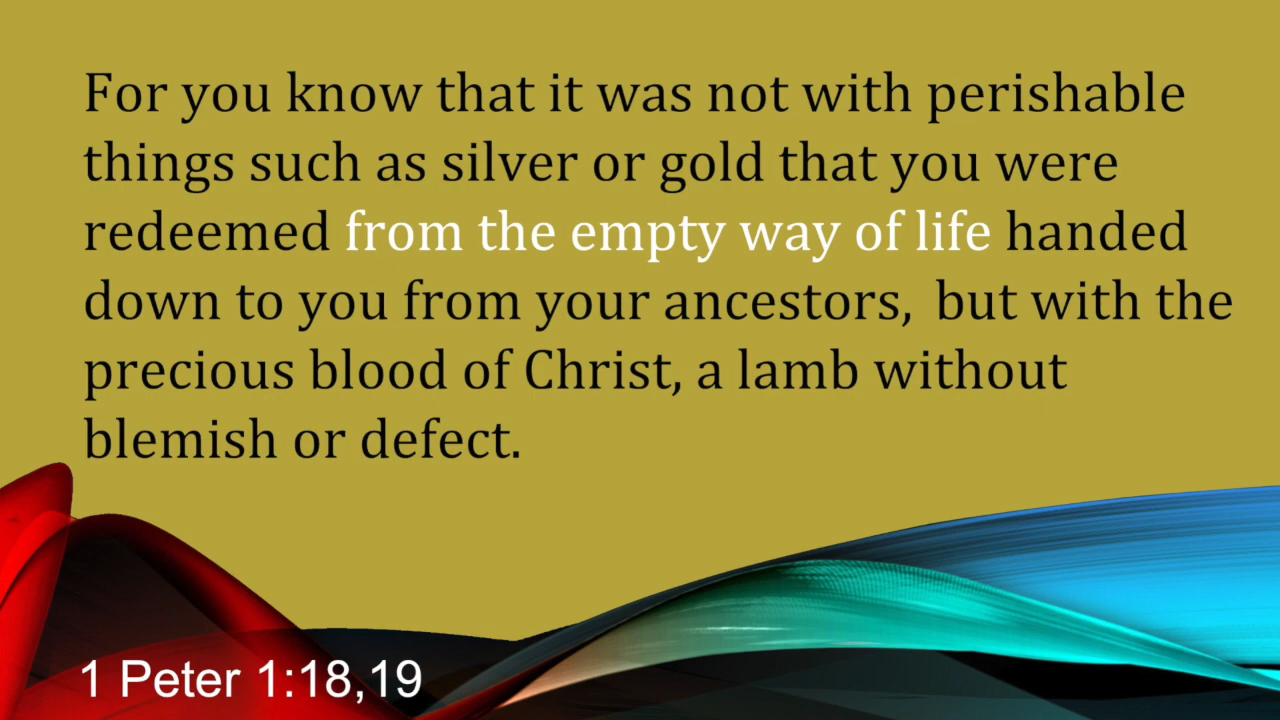 For you know that it was not with perishable
things such as silver or gold that you were
redeemed from the empty way of life handed
down to you from your ancestors,  but with the
precious blood of Christ, a lamb without
blemish or defect.
1 Peter 1:18,19